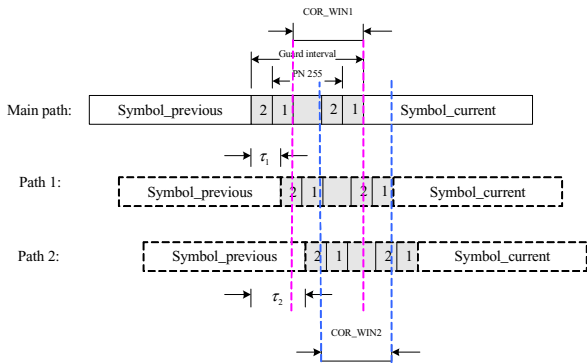 COR_WIN1
Guard interval
PN 255
Main path: Symbol_previous 2 1 2 1 Symbol_current
τ₁
Path 1: Symbol_previous 2 1 2 1 Symbol_current
Path 2: Symbol_previous 2 1 2 1 Symbol_current
τ₂
COR_WIN2